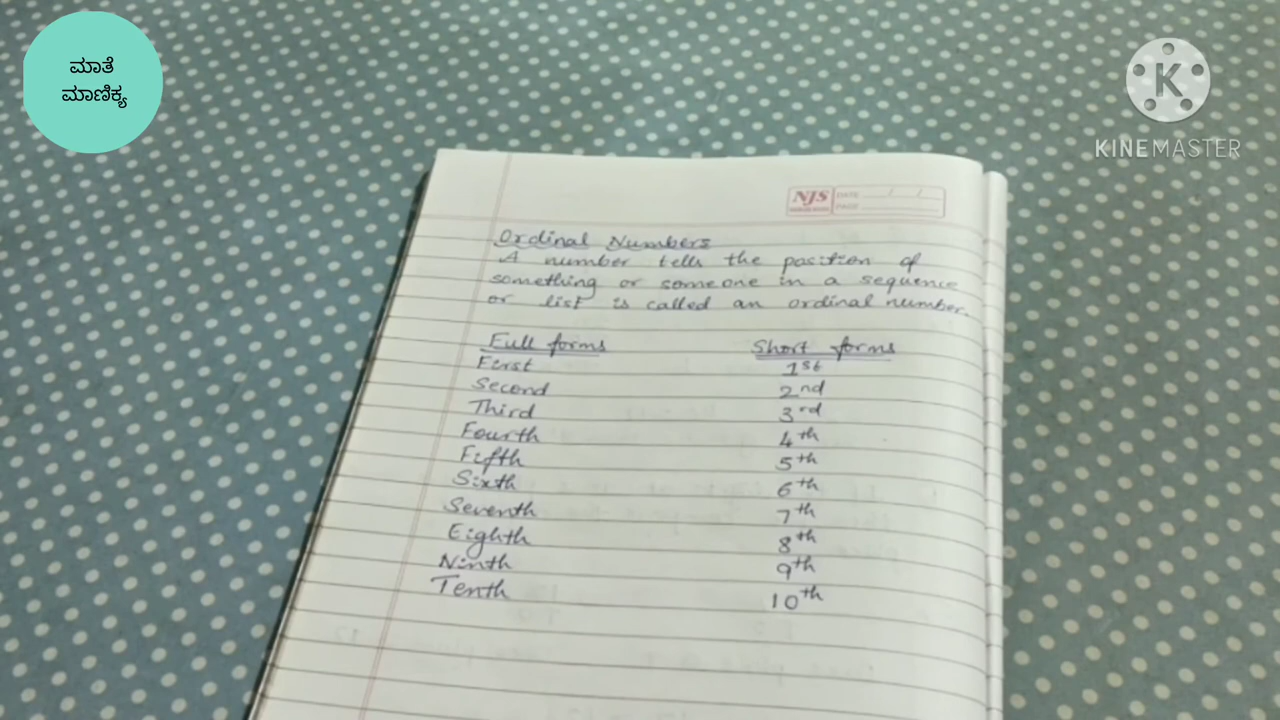 ಮಾತೆ
ಮಾಣಿಕ್ಯ
K
KINEMASTER
NJS
DATE
PAGE
Ordinal Numbers
A number tells the position of
something or someone in a sequence
or list is called an ordinal number.
Full forms Short forms
First 1st
Second 2nd
Third 3rd
Fourth 4th
Fifth 5th
Sixth 6th
Seventh 7th
Eighth 8th
Ninth 9th
Tenth 10th